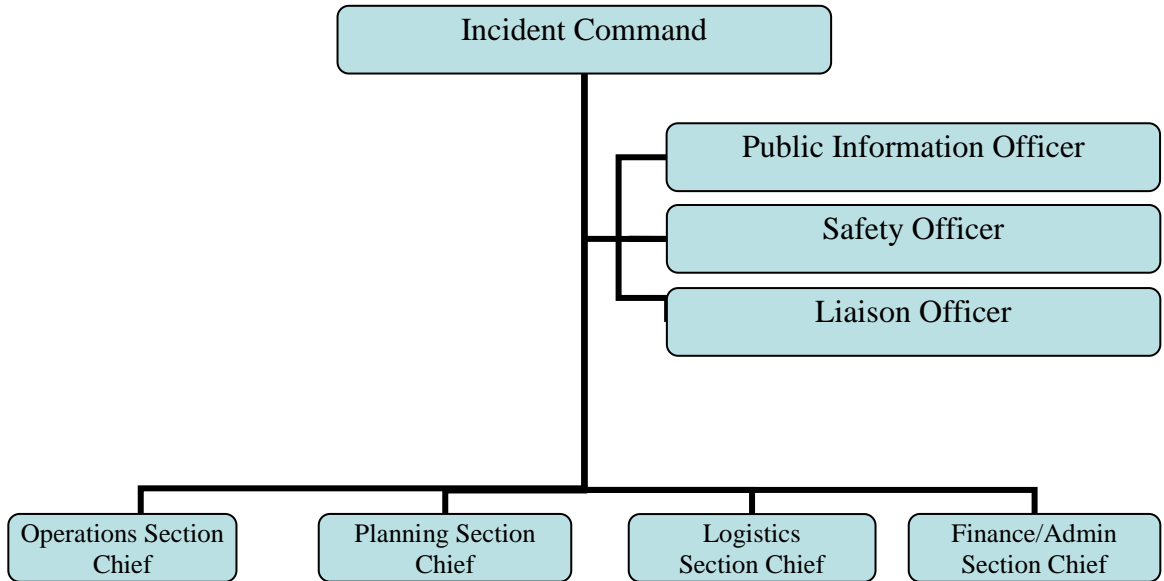 Incident Command
Public Information Officer
Safety Officer
Liaison Officer
Operations Section
Chief
Planning Section
Chief
Logistics
Section Chief
Finance/Admin
Section Chief